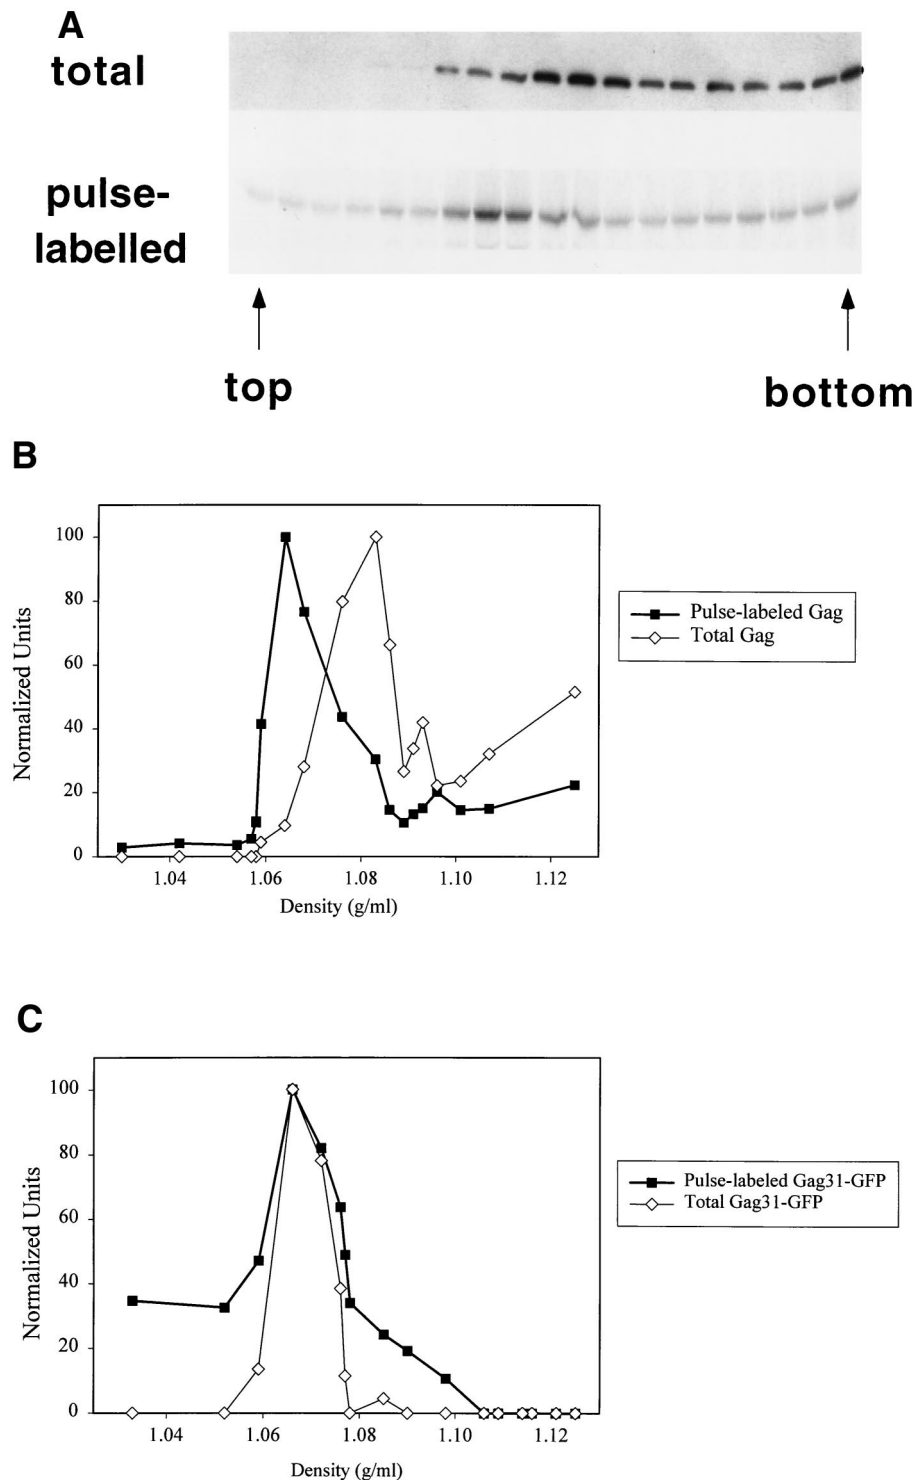 A
total
pulse-
labelled
top
bottom
B
100
80
60
40
20
0
Normalized Units
1.04 1.06 1.08 1.10 1.12
Density (g/ml)
Pulse-labeled Gag
Total Gag
C
100
80
60
40
20
0
Normalized Units
1.04 1.06 1.08 1.10 1.12
Density (g/ml)
Pulse-labeled Gag31-GFP
Total Gag31-GFP